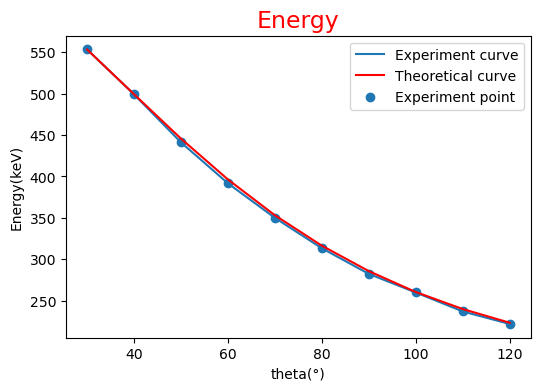 Energy
Experiment curve
Theoretical curve
Experiment point
Energy(keV)
550
500
450
400
350
300
250
40
60
80
100
120
theta(°)